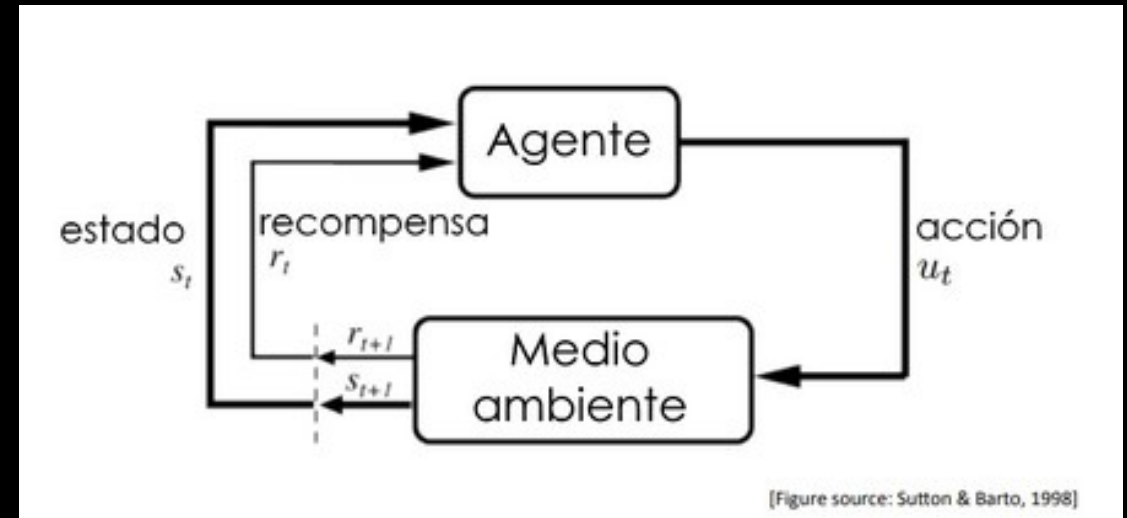 Agente
estado
s_t
recompensa
r_t
acción
u_t
r_{t+1}
s_{t+1}
Medio
ambiente
[Figure source: Sutton & Barto, 1998]